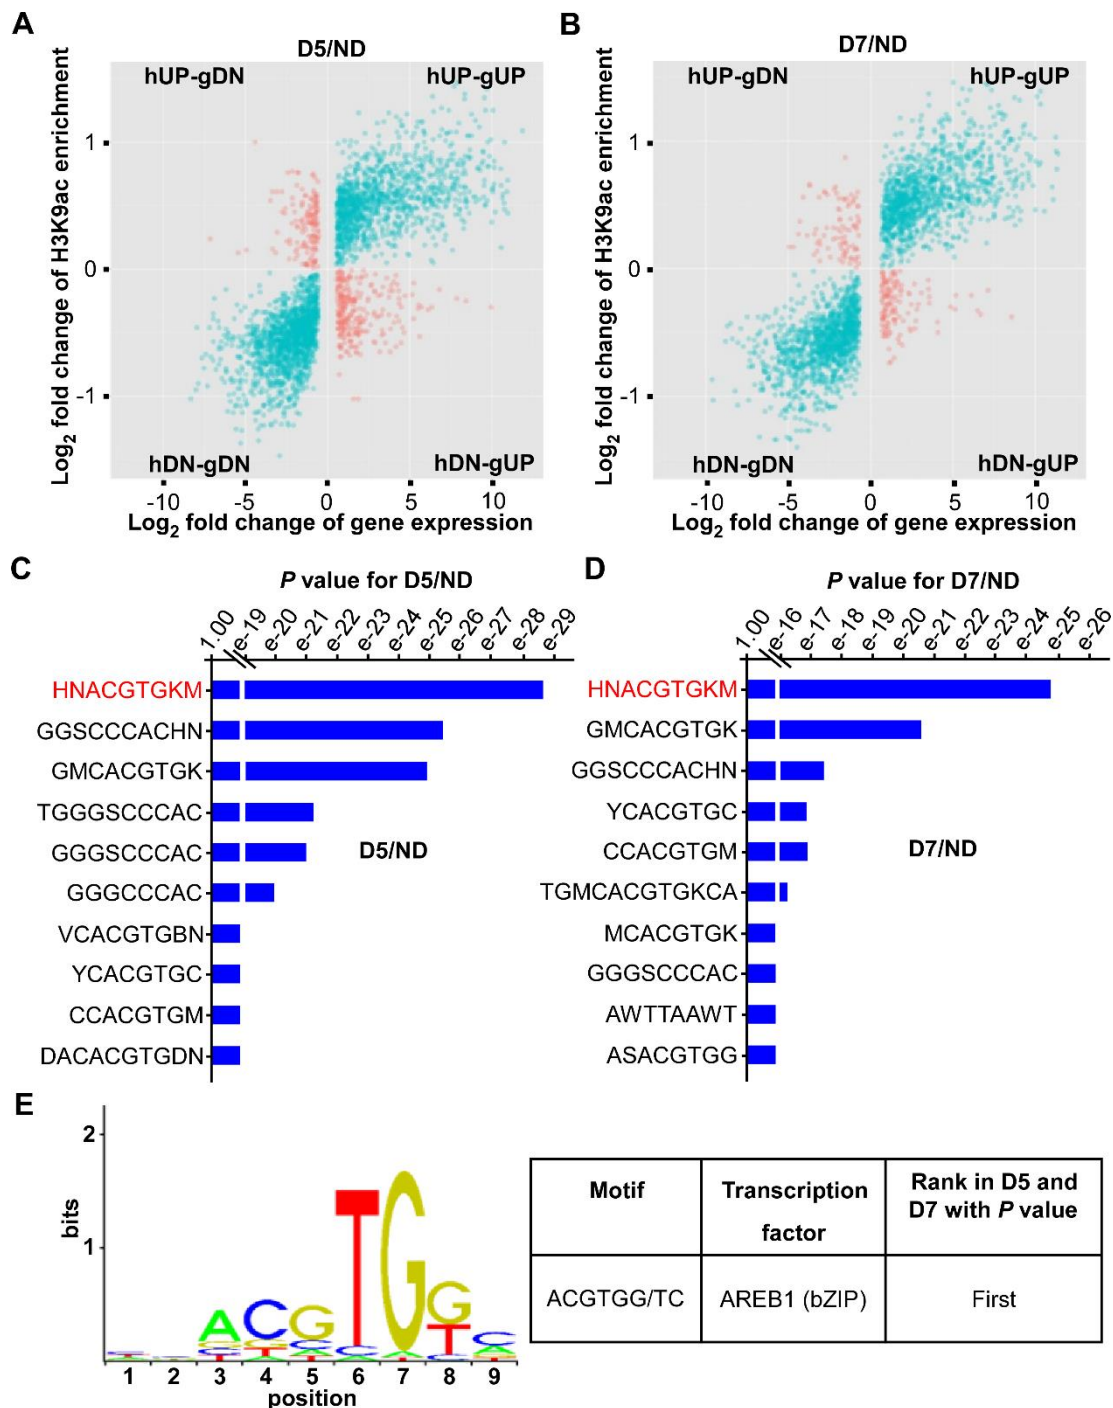 A
D5/ND
hUP-gDN
hUP-gUP
Log2 fold change of H3K9ac enrichment
1
0
-1
hDN-gDN
hDN-gUP
-10
-5
0
5
10
Log2 fold change of gene expression
B
D7/ND
hUP-gDN
hUP-gUP
Log2 fold change of H3K9ac enrichment
1
0
-1
hDN-gDN
hDN-gUP
-10
-5
0
5
10
Log2 fold change of gene expression
C
P value for D5/ND
1.00
e-19
e-20
e-21
e-22
e-23
e-24
e-25
e-26
e-27
e-28
e-29
HNACGTGKM
GGSCCCACHN
GMCACGTGK
TGGGSCCCAC
GGGSCCCAC
GGGCCCAC
VCACGTGBN
YCACGTGC
CCACGTGM
DACACGTGDN
D5/ND
D
P value for D7/ND
1.00
e-16
e-17
e-18
e-19
e-20
e-21
e-22
e-23
e-24
e-25
e-26
HNACGTGKM
GMCACGTGK
GGSCCCACHN
YCACGTGC
CCACGTGM
TGMCACGTGKCA
MCACGTGK
GGGSCCCAC
AWTTAAWT
ASACGTGG
D7/ND
E
2
1
bits
ACGTGG
T
C
1
2
3
4
5
6
7
8
9
position
Motif
Transcription
factor
Rank in D5 and
D7 with P value
ACGTGG/TC
AREB1 (bZIP)
First